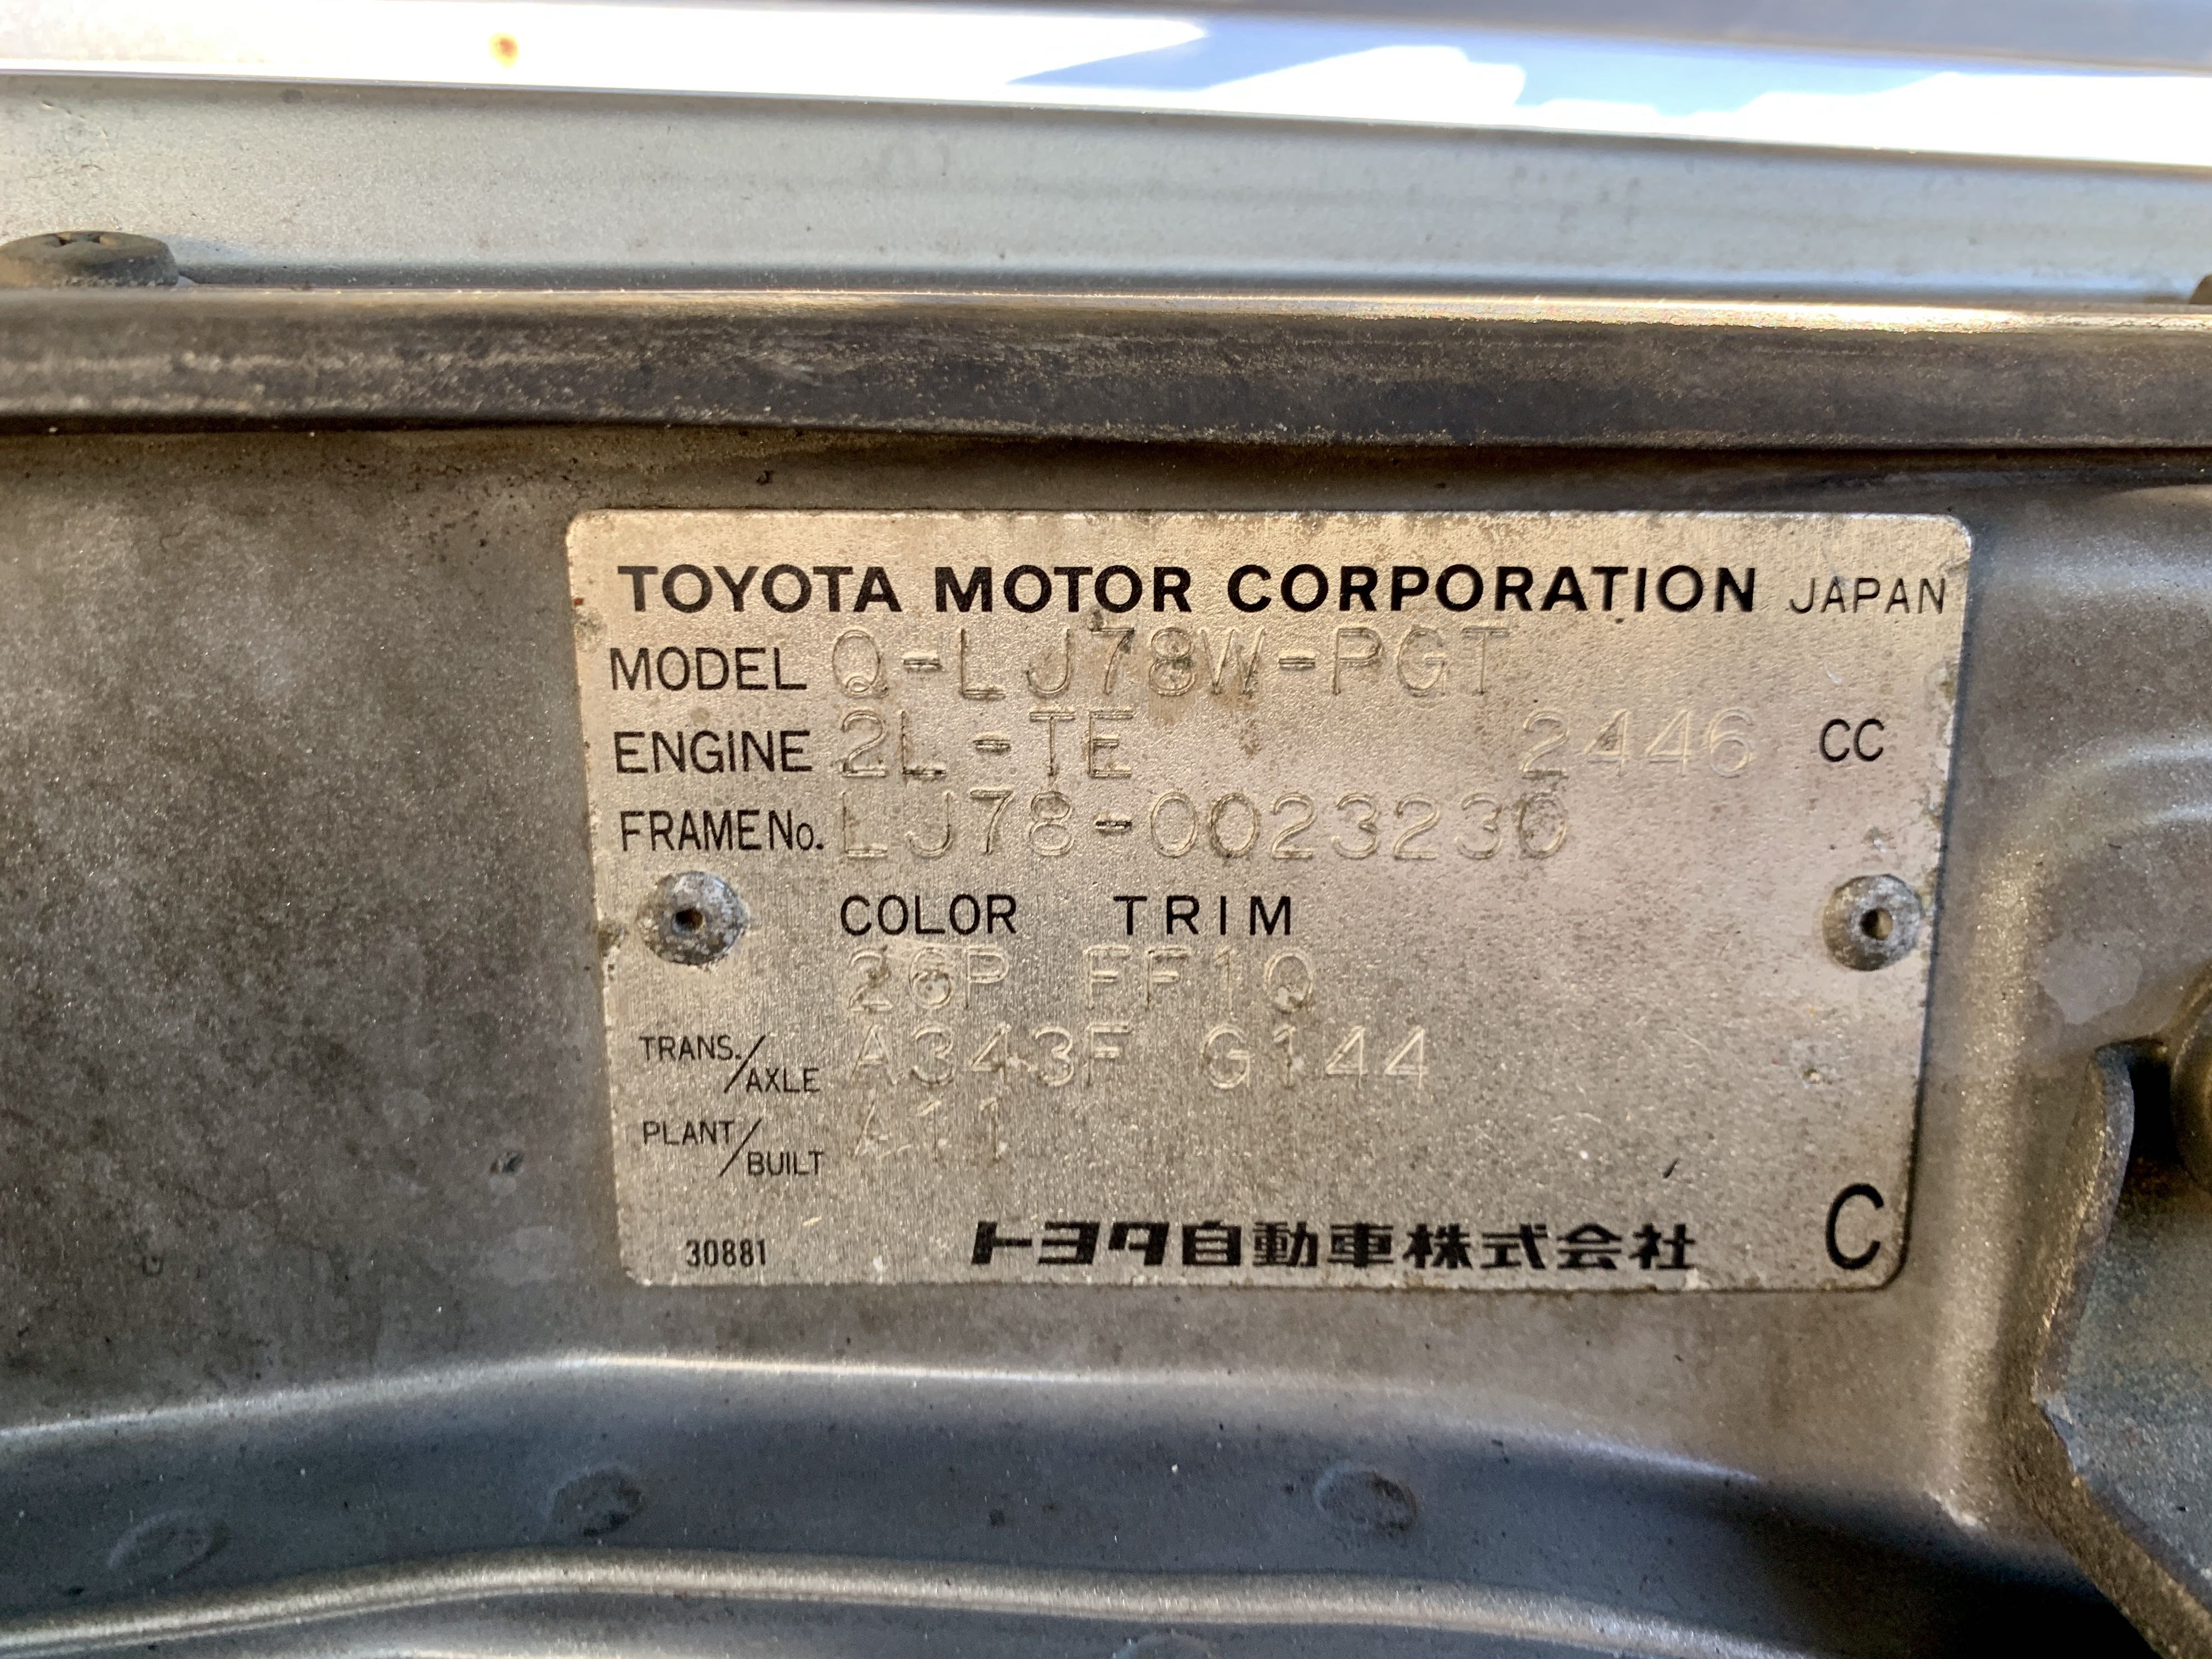 TOYOTA MOTOR CORPORATION JAPAN
MODEL Q-LJ78W-PGT
ENGINE 2L-TE 2446 CC
FRAME No. LJ78-0023230
COLOR TRIM
26P FF10
TRANS./AXLE A343F G144
PLANT/BUILT A11
30881 トヨタ自動車株式会社 C